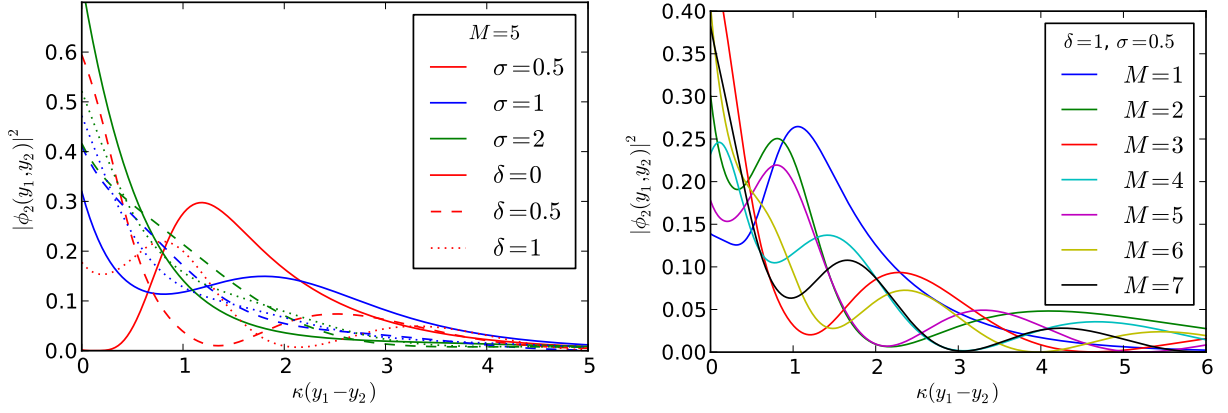 |ϕ₂(y₁,y₂)|²
0.6
0.5
0.4
0.3
0.2
0.1
0.0
0 1 2 3 4 5
κ(y₁−y₂)
M=5
σ=0.5
σ=1
σ=2
δ=0
δ=0.5
δ=1
|ϕ₂(y₁,y₂)|²
0.40
0.35
0.30
0.25
0.20
0.15
0.10
0.05
0.00
0 1 2 3 4 5 6
κ(y₁−y₂)
δ=1, σ=0.5
M=1
M=2
M=3
M=4
M=5
M=6
M=7